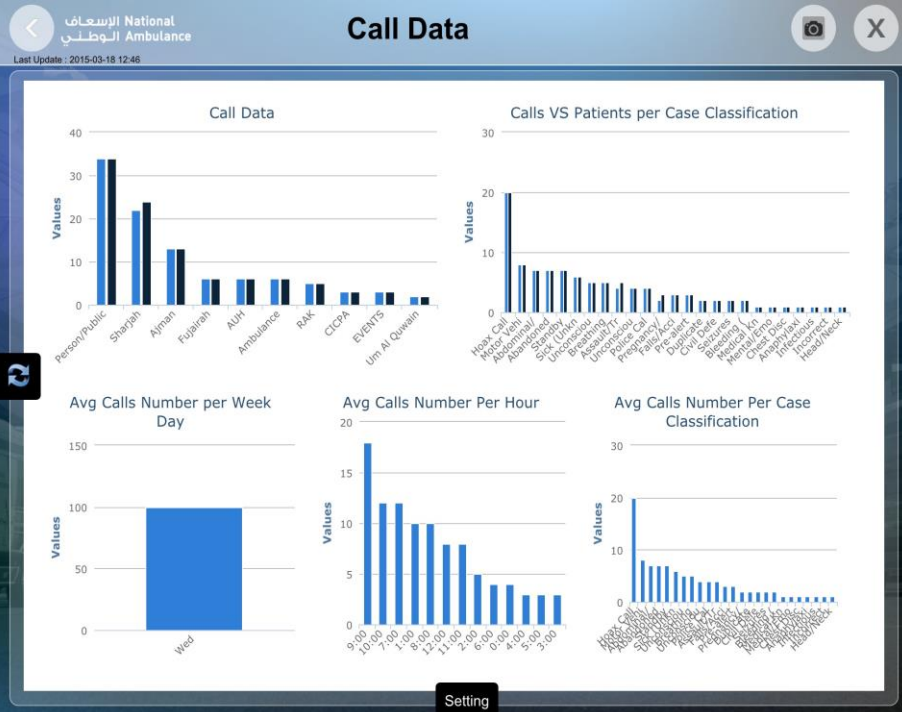 الإسعاف National
الوطني Ambulance
Call Data
Last Update : 2015-03-18 12:46
X
Call Data
Values
40
30
20
10
0
Person/Public
Sharjah
Ajman
Fujairah
AUH
Ambulance
RAK
CICPA
EVENTS
Um Al Quwain
Calls VS Patients per Case Classification
Values
30
20
10
0
Hoax Call
Motor Veh
Abdominal/
Abandoned
Standby
Sick (Unkn
Unconsciou
Breathing
Assault/Tr
Unconsciou
Police Cal
Pregnancy/
Falls/Acci
Pre-alert
Duplicate
Civil Defe
Seizures
Bleeding /
Medical Kn
Mental/Emo
Chest Disc
Anaphylaxi
Infectious
Incorrect
Head/Neck
Avg Calls Number per Week
Day
Values
150
100
50
0
Wed
Avg Calls Number Per Hour
Values
20
15
10
5
0
9:00
10:00
7:00
1:00
8:00
12:00
11:00
2:00
6:00
0:00
4:00
5:00
3:00
Avg Calls Number Per Case
Classification
Values
30
20
10
0
Hoax Call
Head/Neck
Setting